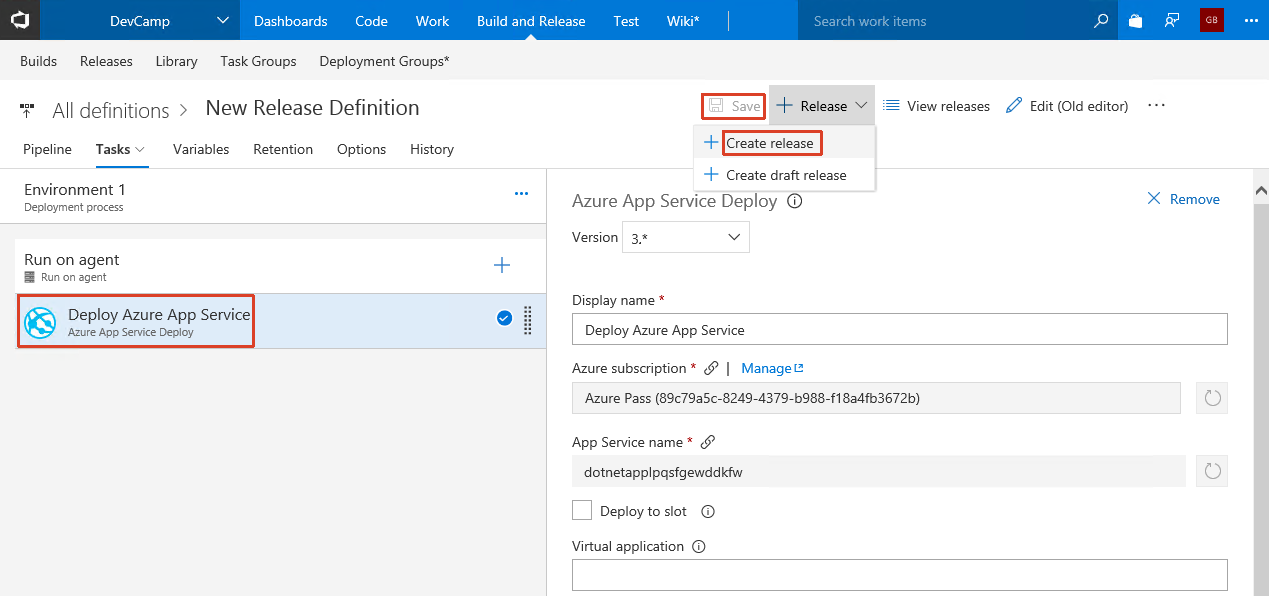 DevCamp Dashboards Code Work Build and Release Test Wiki* Search work items GB
Builds Releases Library Task Groups Deployment Groups*
All definitions > New Release Definition Save + Release View releases Edit (Old editor) ...
+ Create release
Pipeline Tasks Variables Retention Options History
+ Create draft release
Environment 1
Deployment process
Azure App Service Deploy Remove
Version 3.*
Run on agent
Run on agent
Display name *
Deploy Azure App Service
Azure App Service Deploy
Deploy Azure App Service
Azure subscription * | Manage
Azure Pass (89c79a5c-8249-4379-b988-f18a4fb3672b)
App Service name *
dotnetapplpqsfgewddkfw
Deploy to slot
Virtual application